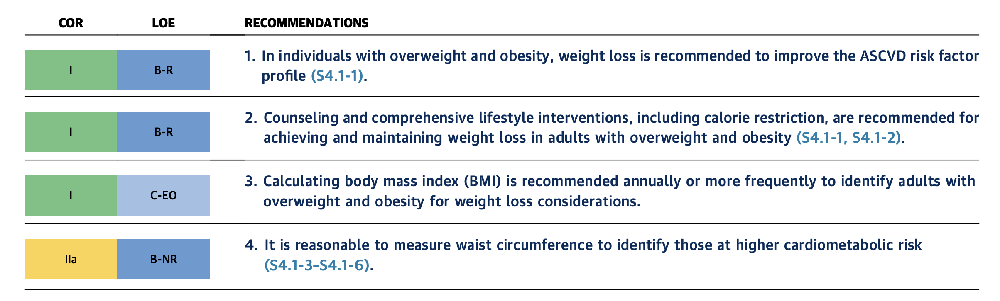 COR LOE RECOMMENDATIONS
I B-R 1. In individuals with overweight and obesity, weight loss is recommended to improve the ASCVD risk factor
profile (S4.1-1).
I B-R 2. Counseling and comprehensive lifestyle interventions, including calorie restriction, are recommended for
achieving and maintaining weight loss in adults with overweight and obesity (S4.1-1, S4.1-2).
I C-EO 3. Calculating body mass index (BMI) is recommended annually or more frequently to identify adults with
overweight and obesity for weight loss considerations.
IIa B-NR 4. It is reasonable to measure waist circumference to identify those at higher cardiometabolic risk
(S4.1-3–S4.1-6).